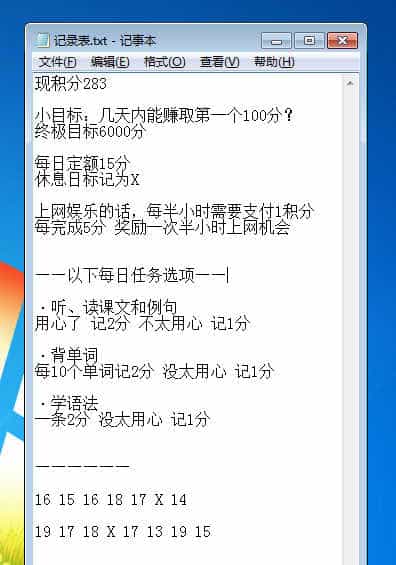 记录表.txt - 记事本
文件(F) 编辑(E) 格式(O) 查看(V) 帮助(H)
现积分283
小目标：几天内能赚取第一个100分？
终极目标6000分
每日定额15分
休息日标记为X
上网娱乐的话，每半小时需要支付1积分
每完成5分 奖励一次半小时上网机会
——以下每日任务选项——
·听、读课文和例句
用心了 记2分 不太用心 记1分
·背单词
每10个单词记2分 没太用心 记1分
·学语法
一条2分 没太用心 记1分
——————
16 15 16 18 17 X 14
19 17 18 X 17 13 19 15